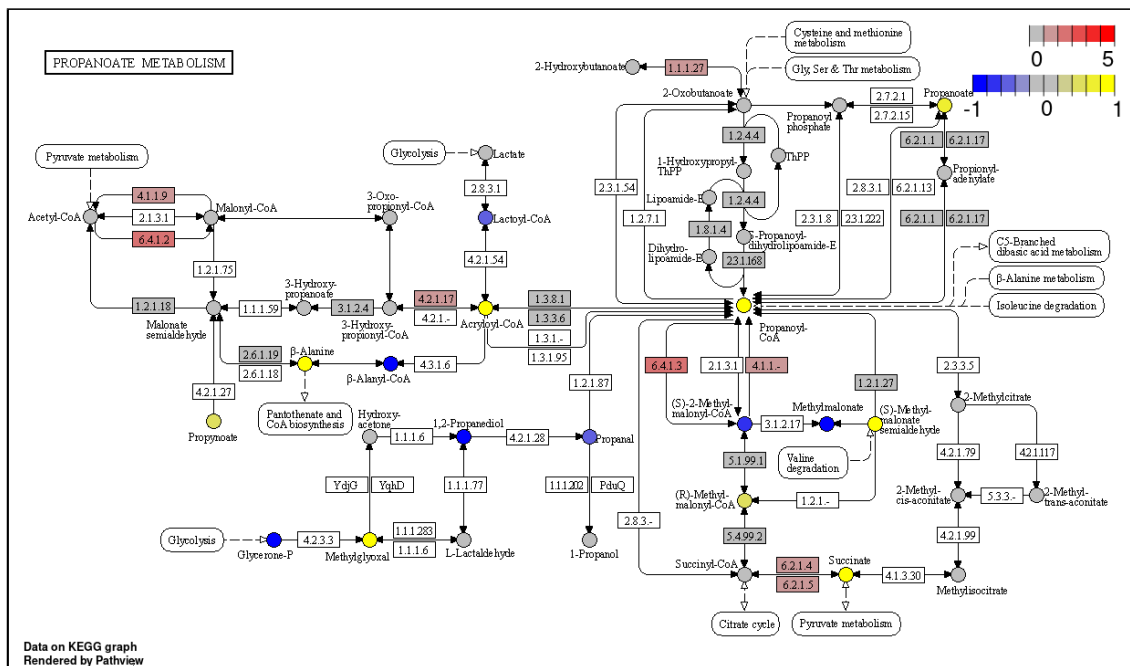 PROPANOATE METABOLISM
0 5
-1 0 1
Cysteine and methionine
metabolism
Gly, Ser & Thr metabolism
2-Hydroxybutanoate
1.1.1.27
2-Oxobutanoate
2.7.2.1
2.7.2.15
Propanoyl
phosphate
Propanoate
1.2.4.4
ThPP
6.2.1.1
6.2.1.17
Pyruvate metabolism
Glycolysis
Lactate
1-Hydroxypropyl-
ThPP
Propionyl-
adenylate
2.3.1.54
2.8.3.1
6.2.1.13
4.1.1.9
2.8.3.1
3-Oxo-
propionyl-CoA
Lipoamide-E
1.2.4.4
Acetyl-CoA
2.1.3.1
Malonyl-CoA
Lactoyl-CoA
1.2.7.1
2.3.1.8
2.3.1.222
6.2.1.1
6.2.1.17
6.4.1.2
1.8.1.4
S-Propanoyl-
dihydrolipoamide-E
4.2.1.54
Dihydro-
lipoamide-E
2.3.1.168
C5-Branched
dibasic acid metabolism
1.2.1.75
β-Alanine metabolism
3-Hydroxy-
propanoate
4.2.1.17
1.3.8.1
Isoleucine degradation
1.2.1.18
1.1.1.59
3.1.2.4
4.2.1.-
1.3.3.6
Malonate
semialdehyde
3-Hydroxy-
propionyl-CoA
Acryloyl-CoA
1.3.1.-
1.3.1.95
Propanoyl-
CoA
2.6.1.19
2.6.1.18
β-Alanine
4.3.1.6
β-Alanyl-CoA
6.4.1.3
2.1.3.1
4.1.1.-
2.3.3.5
1.2.1.87
1.2.1.27
4.2.1.27
Pantothenate and
CoA biosynthesis
(S)-2-Methyl-
malonyl-CoA
Methylmalonate
(S)-Methyl-
malonate
semialdehyde
2-Methylcitrate
Propynoate
Hydroxy-
acetone
1,2-Propanediol
3.1.2.17
1.1.1.6
4.2.1.28
Propanal
5.1.99.1
Valine
degradation
4.2.1.79
4.2.1.117
YdjG
YqhD
1.1.1.77
1.1.1.202
PduQ
(R)-Methyl-
malonyl-CoA
1.2.1.-
2-Methyl-
cis-aconitate
5.3.3.-
2-Methyl-
trans-aconitate
2.8.3.-
Glycolysis
4.2.3.3
1.1.1.283
1.1.1.6
5.4.99.2
4.2.1.99
Glycerone-P
Methylglyoxal
L-Lactaldehyde
1-Propanol
Succinyl-CoA
6.2.1.4
6.2.1.5
Succinate
4.1.3.30
Methylisocitrate
Citrate cycle
Pyruvate metabolism
Data on KEGG graph
Rendered by Pathview